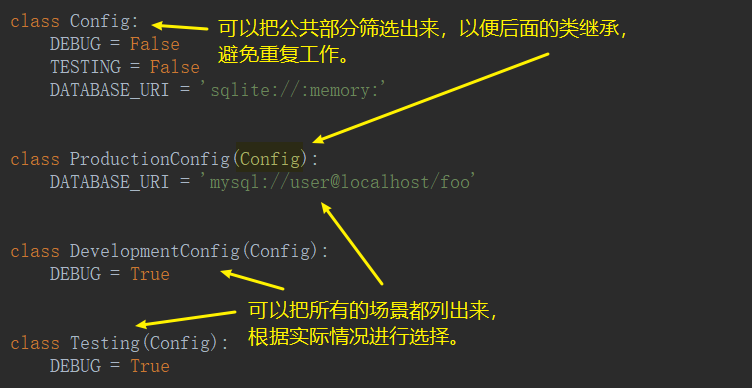 class Config:
可以把公共部分筛选出来，以便后面的类继承，
    DEBUG = False
避免重复工作。
    TESTING = False
    DATABASE_URI = 'sqlite://:memory:'
class ProductionConfig(Config):
    DATABASE_URI = 'mysql://user@localhost/foo'
class DevelopmentConfig(Config):
    DEBUG = True
可以把所有的场景都列出来，
根据实际情况进行选择。
class Testing(Config):
    DEBUG = True